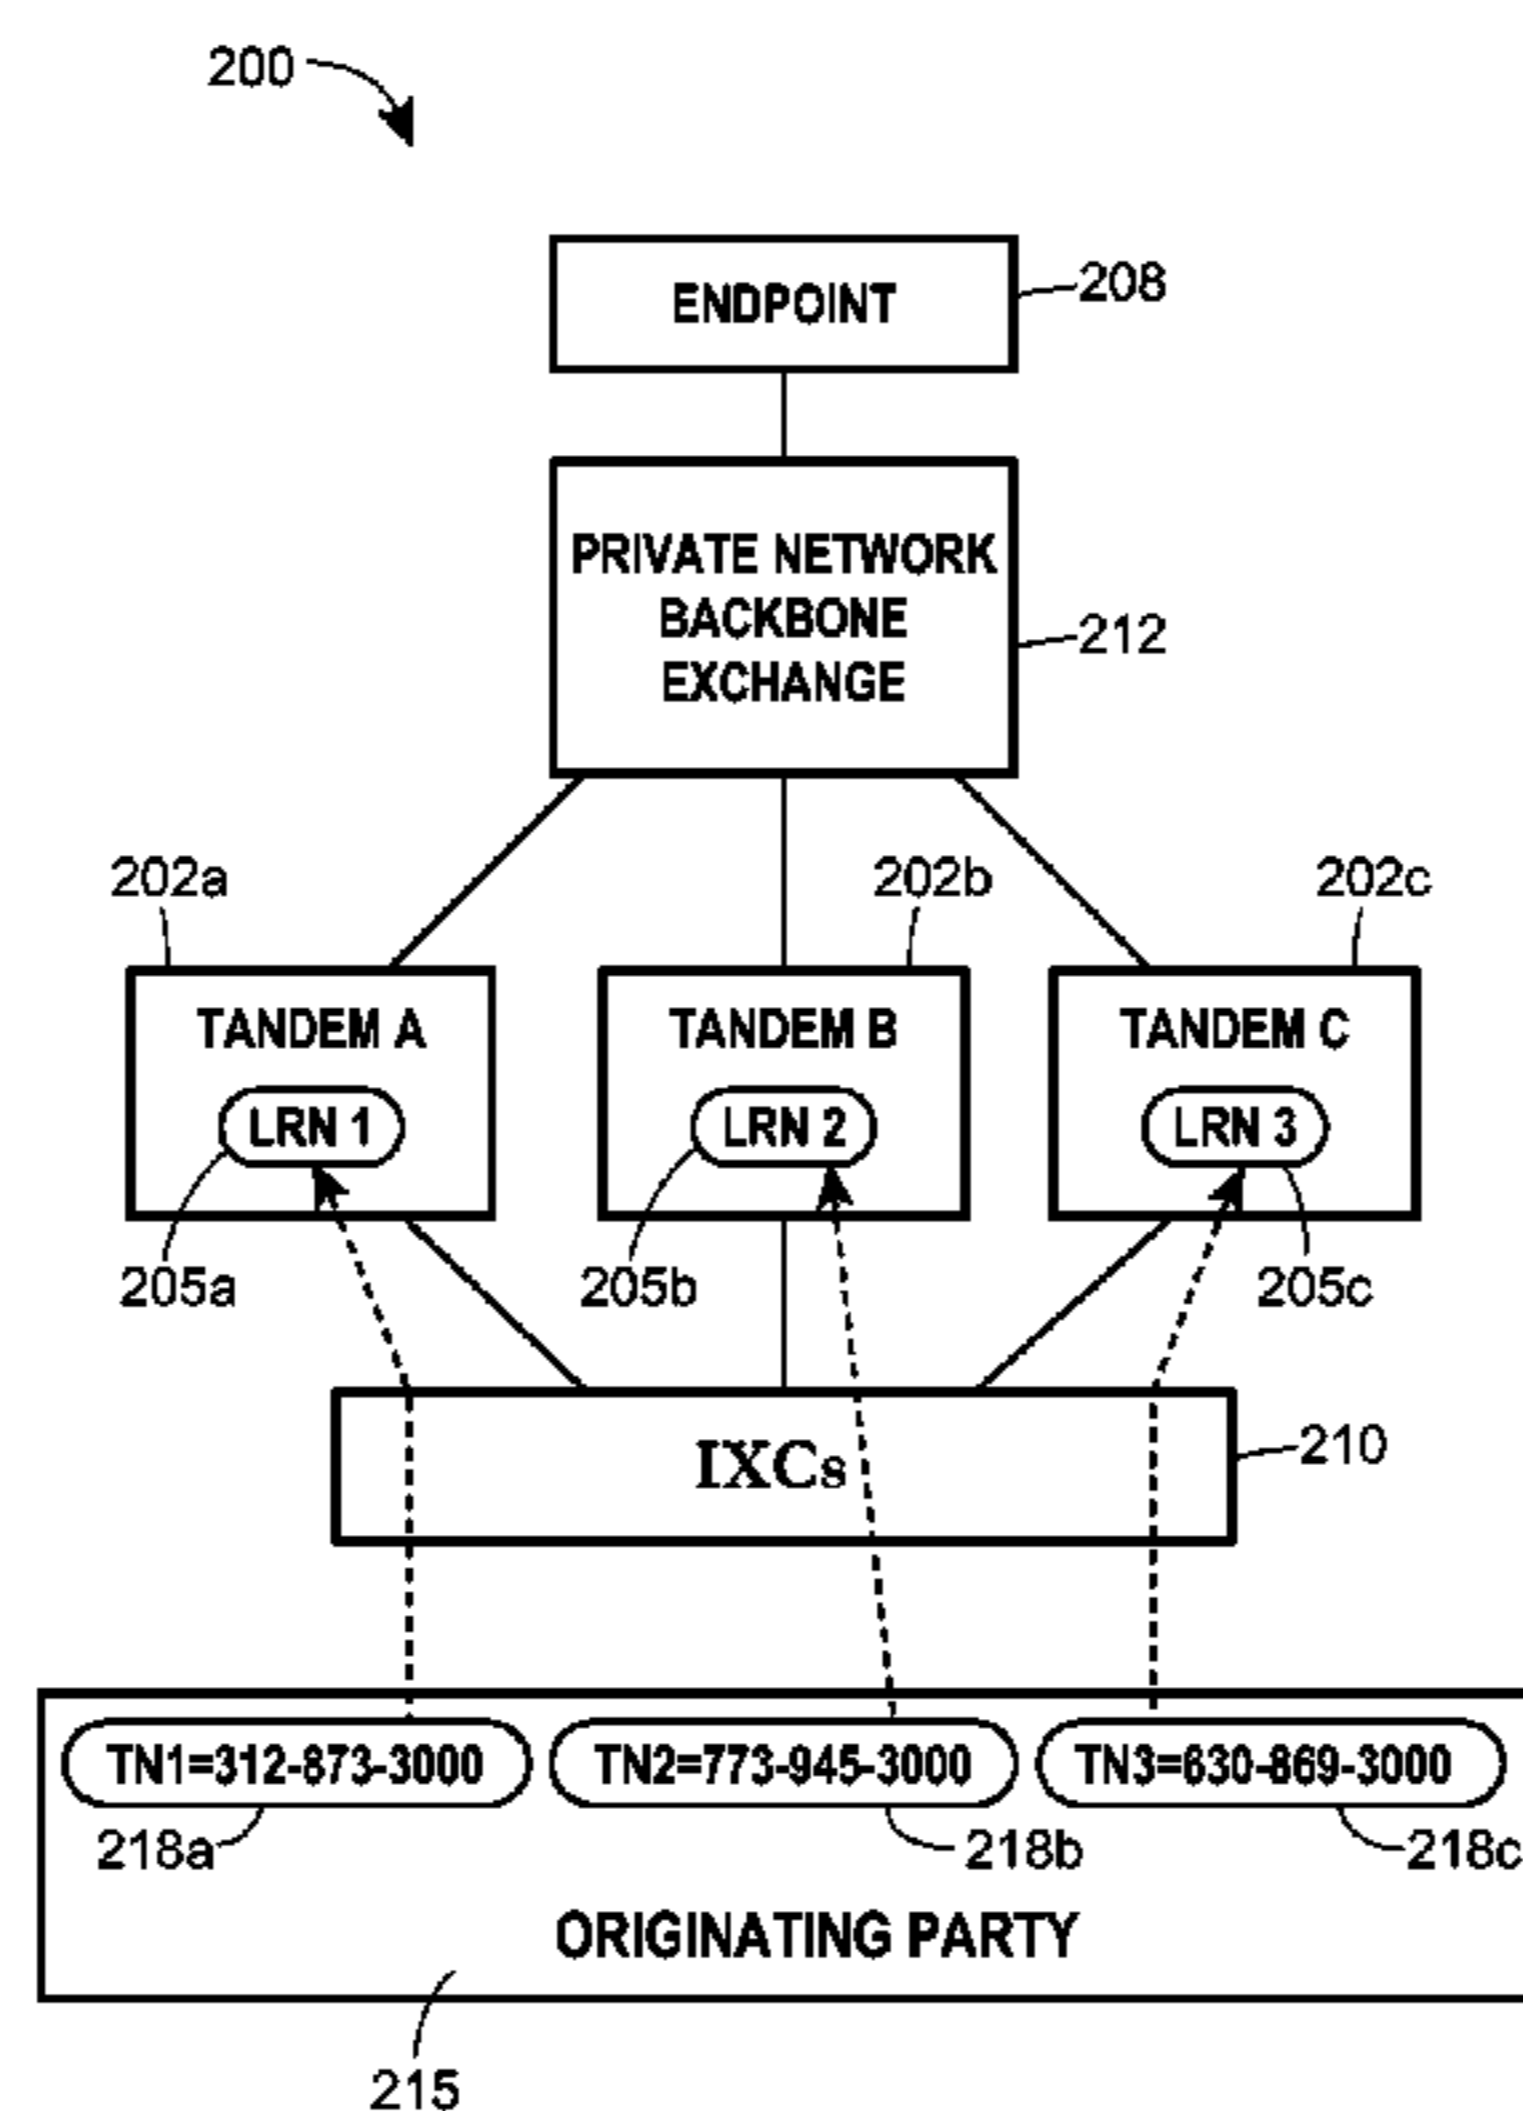 200
ENDPOINT
208
PRIVATE NETWORK
BACKBONE
EXCHANGE
212
202a
202b
202c
TANDEM A
TANDEM B
TANDEM C
LRN 1
LRN 2
LRN 3
205a
205b
205c
IXCs
210
TN1=312-873-3000
TN2=773-945-3000
TN3=630-869-3000
218a
218b
218c
ORIGINATING PARTY
215